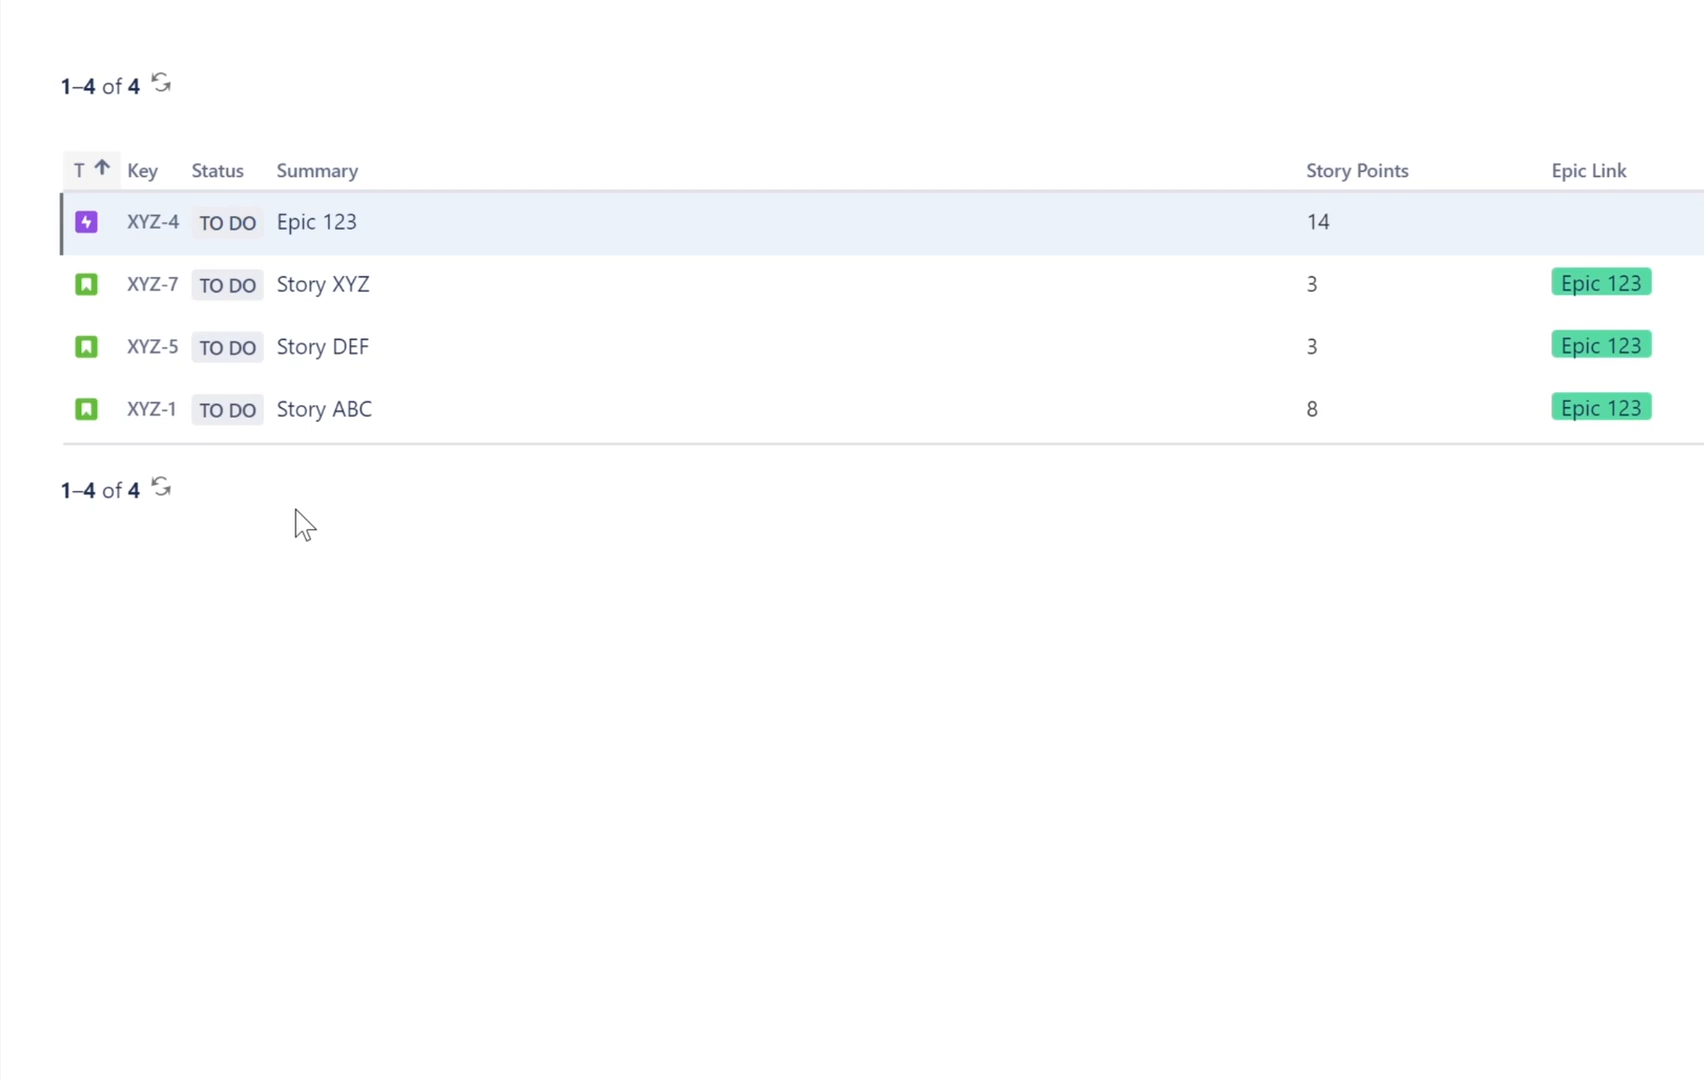 1–4 of 4
T Key Status Summary Story Points Epic Link
XYZ-4 TO DO Epic 123 14
XYZ-7 TO DO Story XYZ 3 Epic 123
XYZ-5 TO DO Story DEF 3 Epic 123
XYZ-1 TO DO Story ABC 8 Epic 123
1–4 of 4